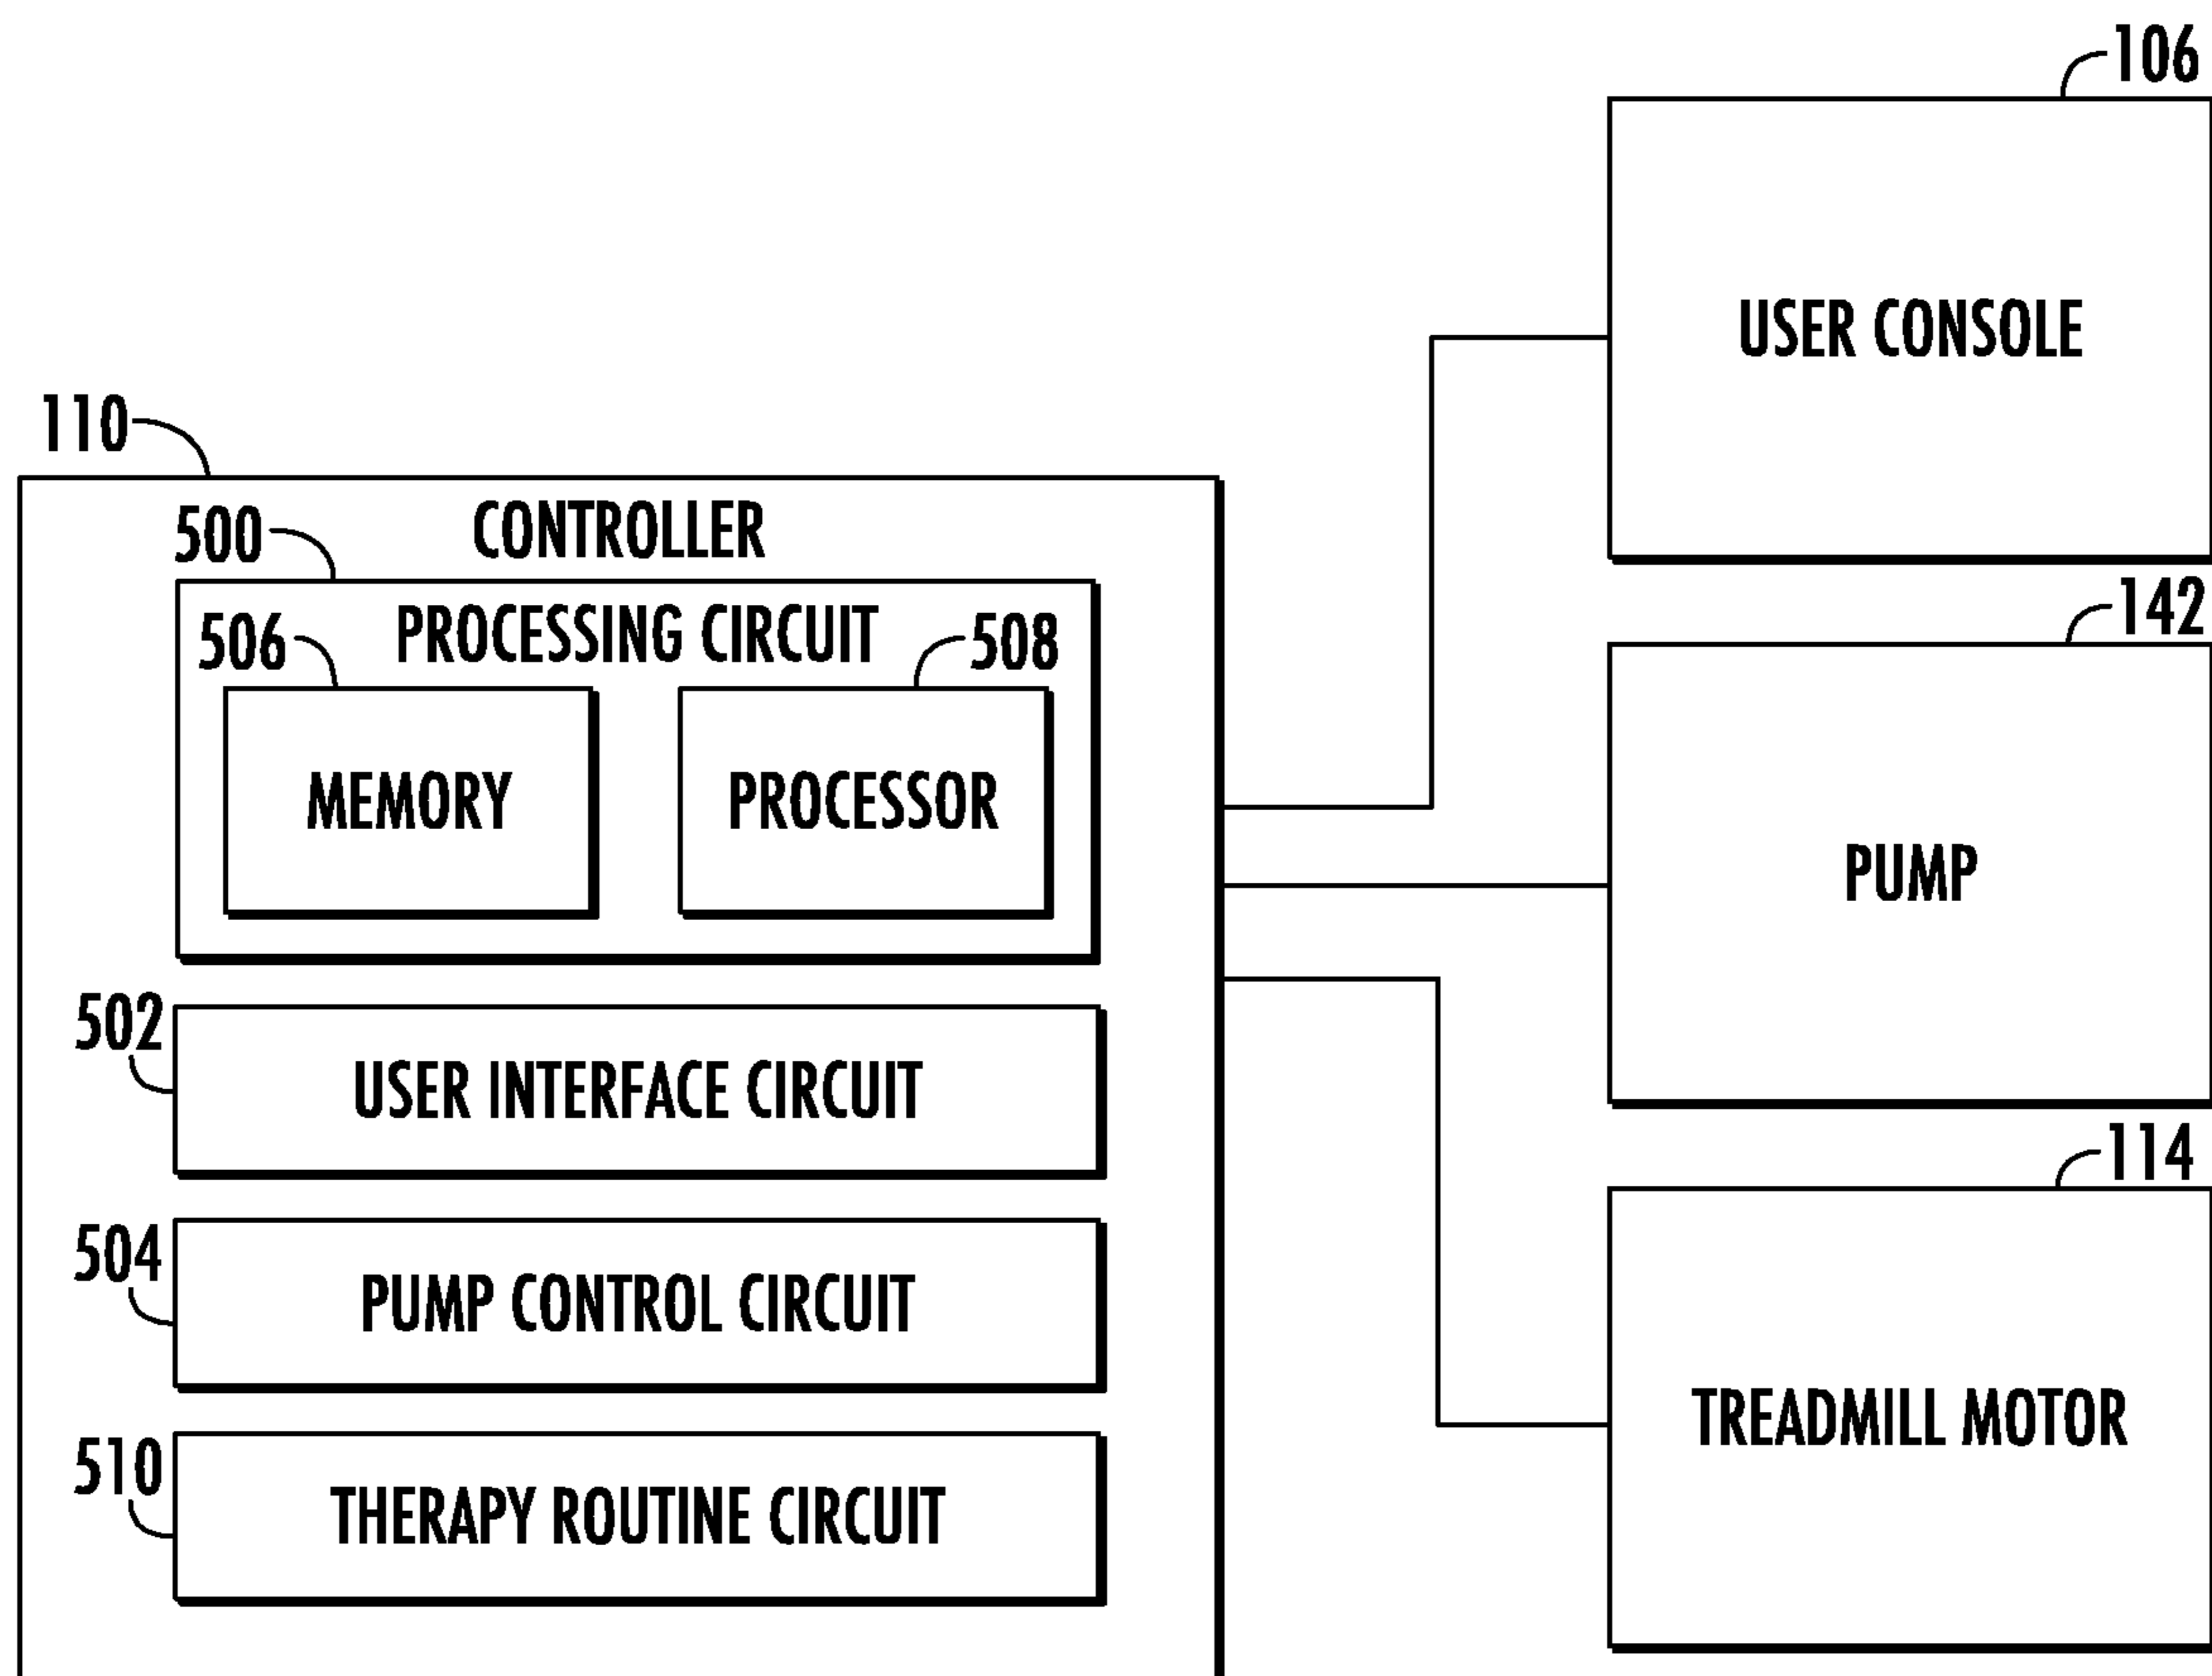 106
USER CONSOLE
110
CONTROLLER
500
PROCESSING CIRCUIT
506
508
MEMORY
PROCESSOR
142
PUMP
502
USER INTERFACE CIRCUIT
504
PUMP CONTROL CIRCUIT
510
THERAPY ROUTINE CIRCUIT
114
TREADMILL MOTOR